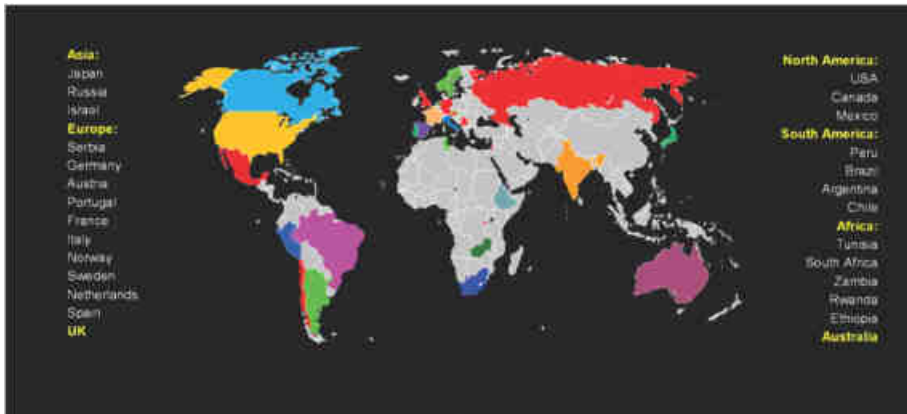 Asia:
Japan
Russia
Israel
Europe:
Serbia
Germany
Austria
Portugal
France
Italy
Norway
Sweden
Netherlands
Spain
UK
North America:
USA
Canada
Mexico
South America:
Peru
Brazil
Argentina
Chile
Africa:
Tunisia
South Africa
Zambia
Rwanda
Ethiopia
Australia